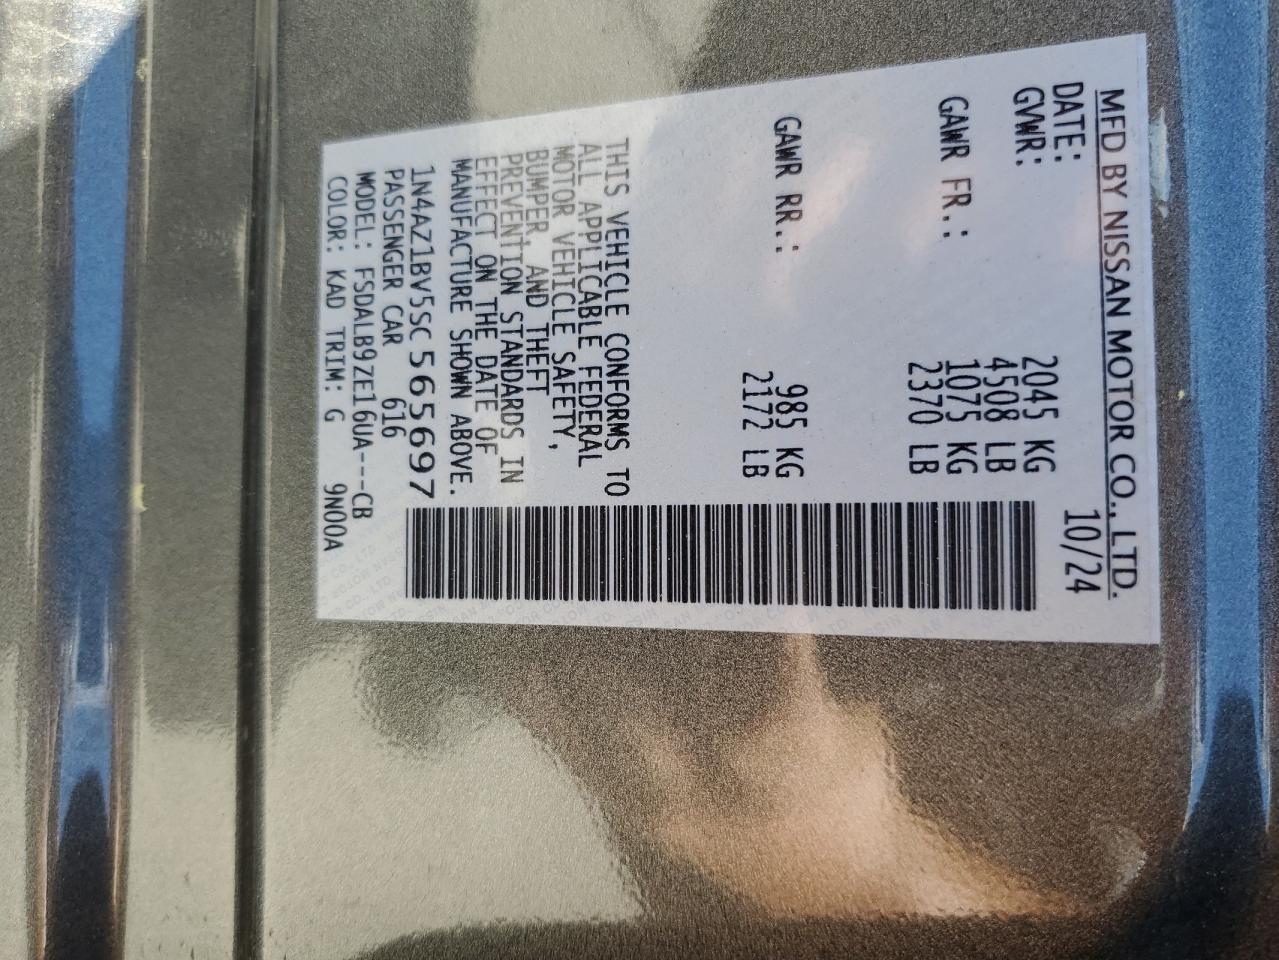 MFD BY NISSAN MOTOR CO., LTD.
DATE: 10/24
GVWR: 2045 KG
4508 LB
GAWR FR.: 1075 KG
2370 LB
GAWR RR.: 985 KG
2172 LB
THIS VEHICLE CONFORMS TO
ALL APPLICABLE FEDERAL
MOTOR VEHICLE SAFETY,
BUMPER, AND THEFT
PREVENTION STANDARDS IN
EFFECT ON THE DATE OF
MANUFACTURE SHOWN ABOVE.
1N4AZ1BV5SC565697
PASSENGER CAR 616
MODEL: FSDALB9ZE16UA---CB
COLOR: KAD TRIM: G 9N00A